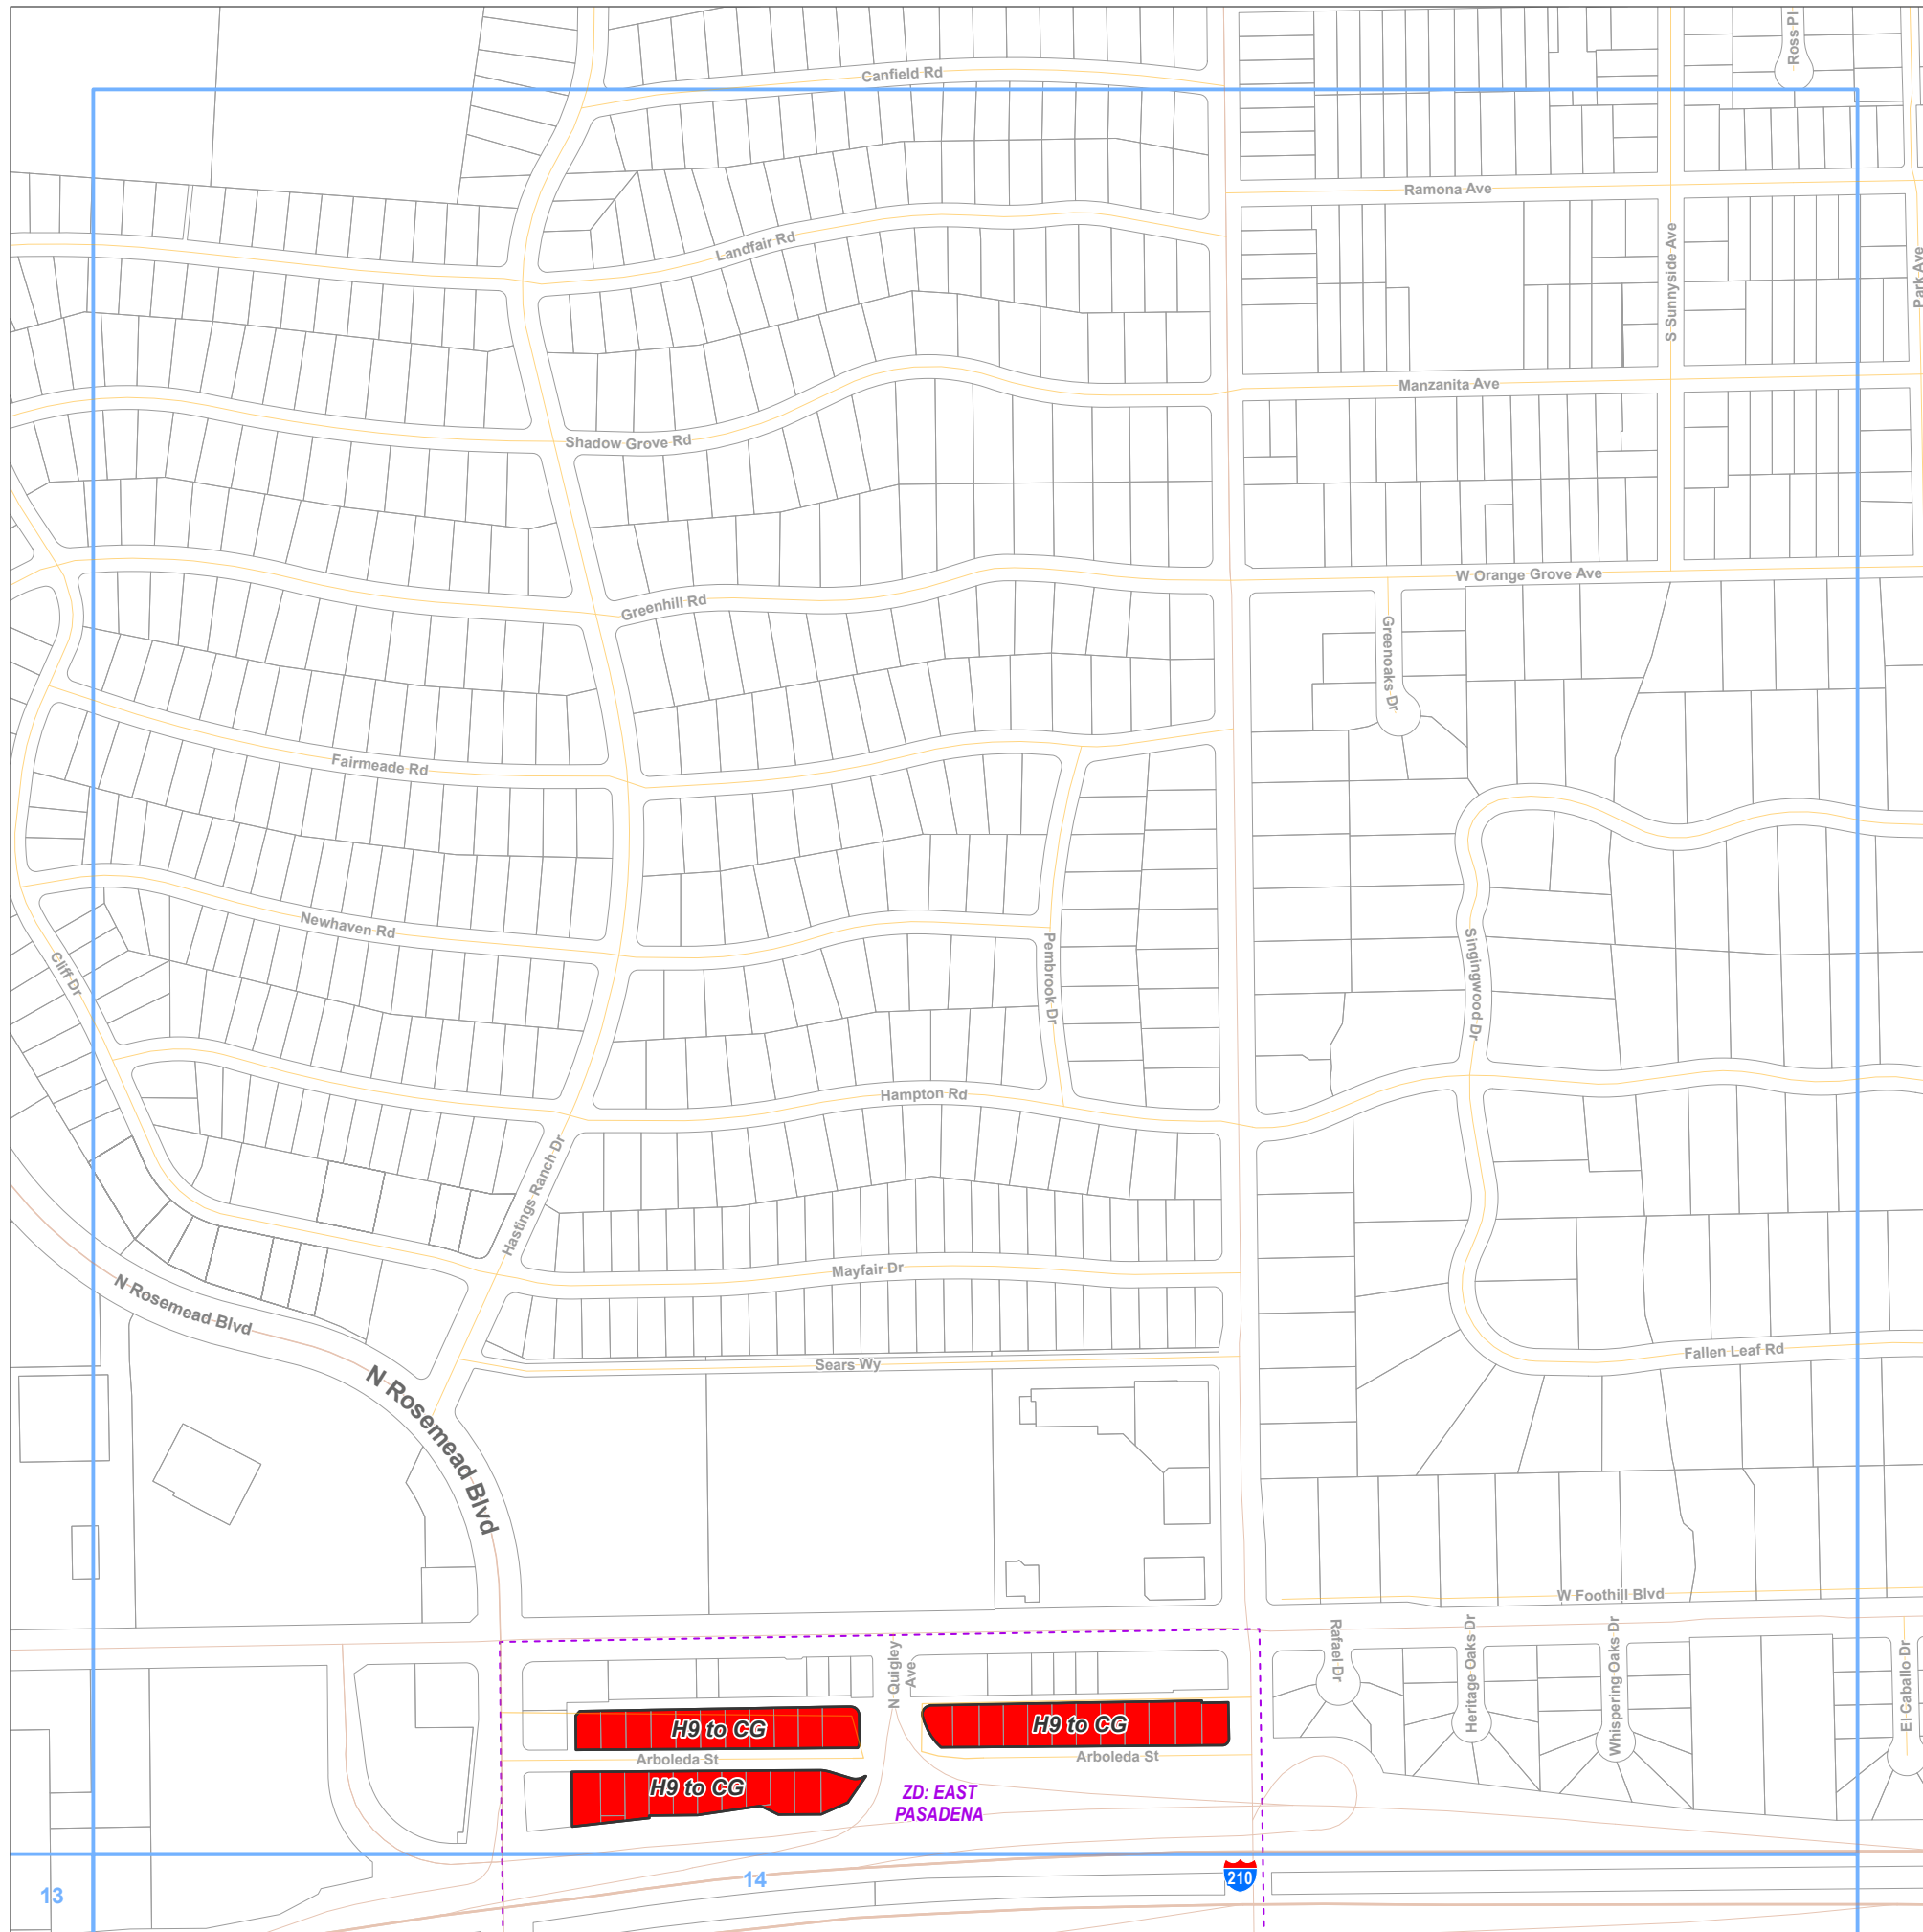 Ross Pl
Canfield Rd
Ramona Ave
S Sunnyside Ave
Park Ave
Landfair Rd
Manzanita Ave
Shadow Grove Rd
W Orange Grove Ave
Greenhill Rd
Greenoaks Dr
Fairmeade Rd
Newhaven Rd
Cliff Dr
Pembrook Dr
Singingwood Dr
Hampton Rd
Hastings Ranch Dr
Mayfair Dr
N Rosemead Blvd
Sears Wy
Fallen Leaf Rd
N Rosemead Blvd
W Foothill Blvd
N Quigley
Ave
Rafael Dr
Heritage Oaks Dr
Whispering Oaks Dr
El Caballo Dr
H9 to CG
H9 to CG
Arboleda St
Arboleda St
H9 to CG
ZD: EAST
PASADENA
13
14
210